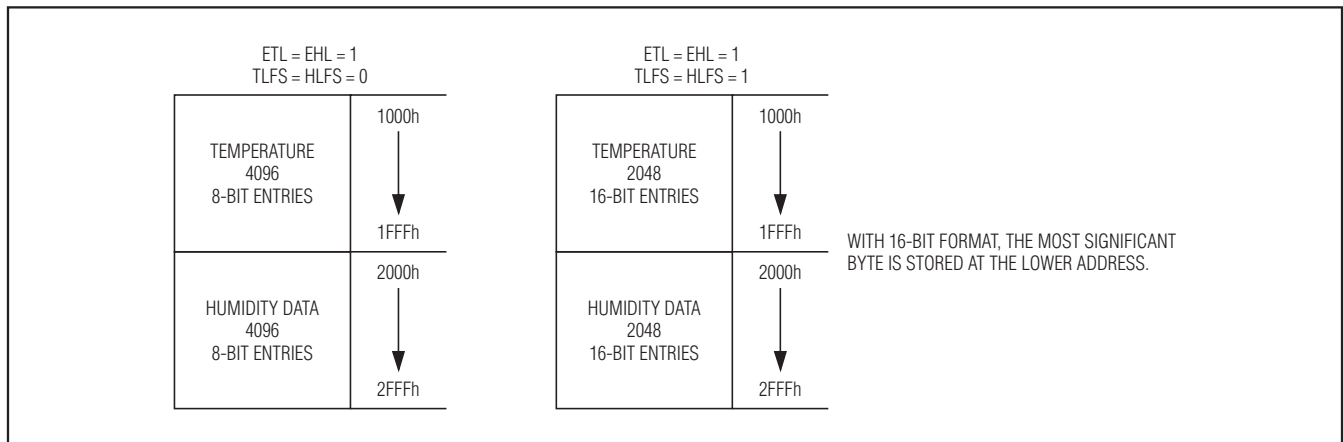 ETL = EHL = 1
TLFS = HLFS = 0
TEMPERATURE
4096
8-BIT ENTRIES
1000h
1FFFh
HUMIDITY DATA
4096
8-BIT ENTRIES
2000h
2FFFh
ETL = EHL = 1
TLFS = HLFS = 1
TEMPERATURE
2048
16-BIT ENTRIES
1000h
1FFFh
HUMIDITY DATA
2048
16-BIT ENTRIES
2000h
2FFFh
WITH 16-BIT FORMAT, THE MOST SIGNIFICANT
BYTE IS STORED AT THE LOWER ADDRESS.